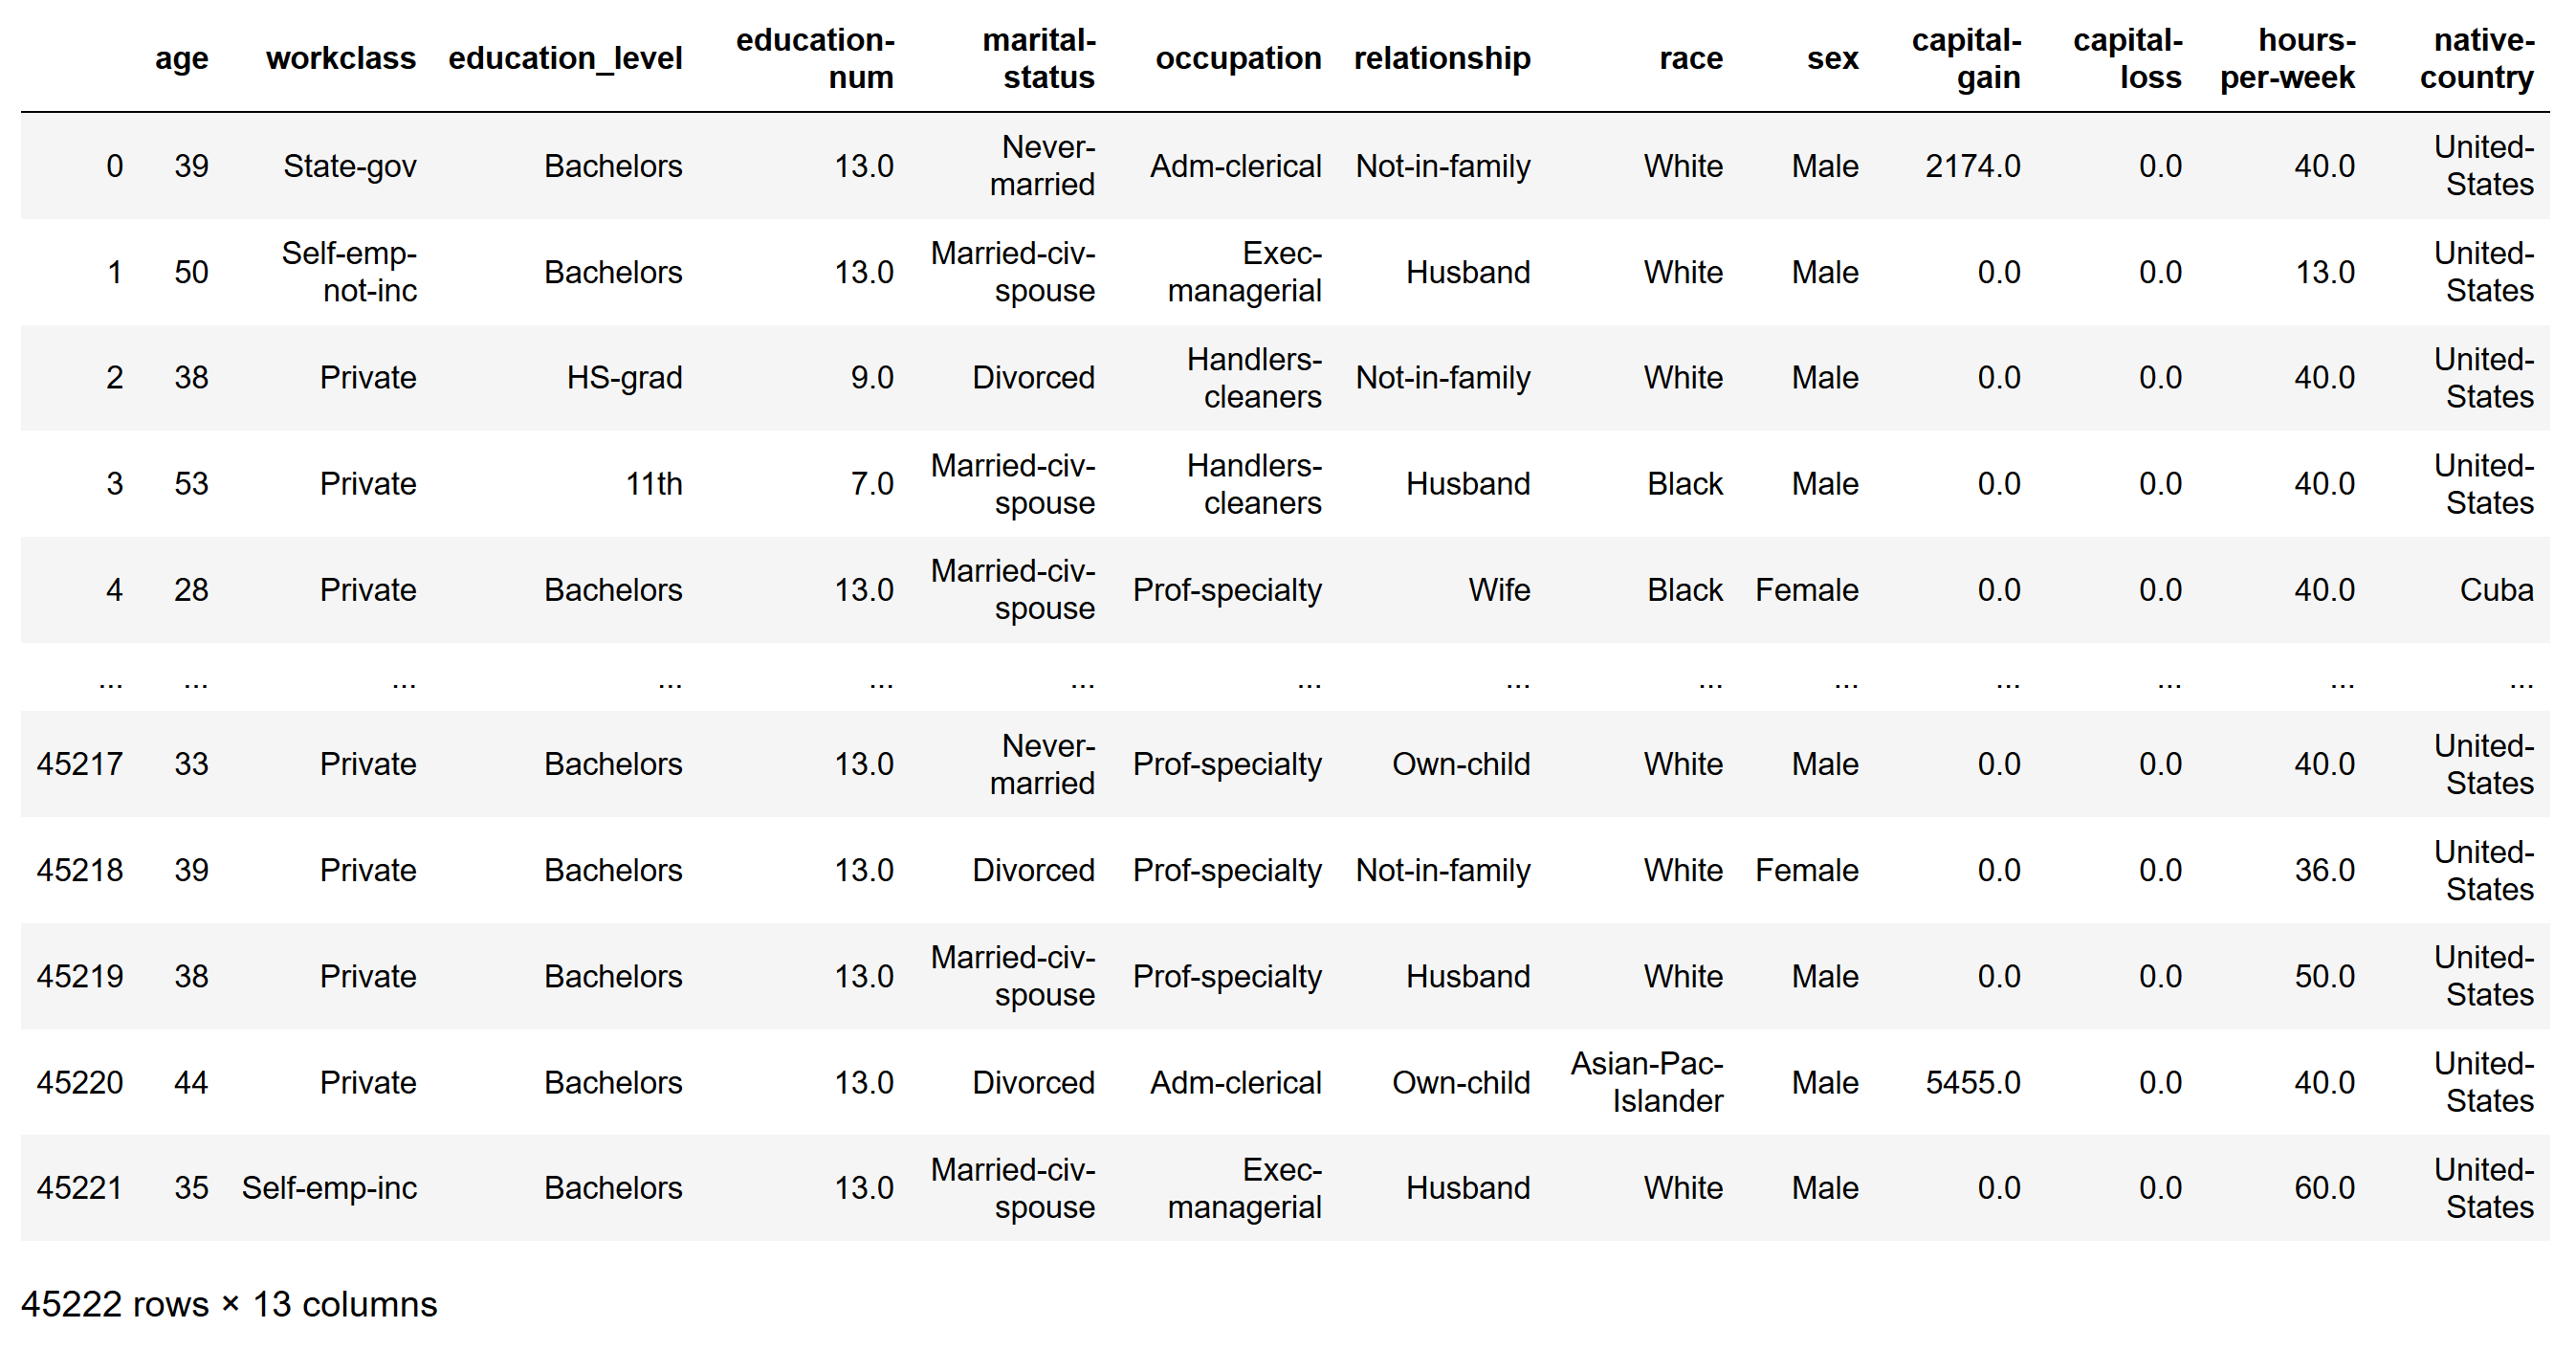 age workclass education_level education-num marital-status occupation relationship race sex capital-gain capital-loss hours-per-week native-country
0 39 State-gov Bachelors 13.0 Never-married Adm-clerical Not-in-family White Male 2174.0 0.0 40.0 United-States
1 50 Self-emp-not-inc Bachelors 13.0 Married-civ-spouse Exec-managerial Husband White Male 0.0 0.0 13.0 United-States
2 38 Private HS-grad 9.0 Divorced Handlers-cleaners Not-in-family White Male 0.0 0.0 40.0 United-States
3 53 Private 11th 7.0 Married-civ-spouse Handlers-cleaners Husband Black Male 0.0 0.0 40.0 United-States
4 28 Private Bachelors 13.0 Married-civ-spouse Prof-specialty Wife Black Female 0.0 0.0 40.0 Cuba
... ... ... ... ... ... ... ... ... ... ... ... ... ...
45217 33 Private Bachelors 13.0 Never-married Prof-specialty Own-child White Male 0.0 0.0 40.0 United-States
45218 39 Private Bachelors 13.0 Divorced Prof-specialty Not-in-family White Female 0.0 0.0 36.0 United-States
45219 38 Private Bachelors 13.0 Married-civ-spouse Prof-specialty Husband White Male 0.0 0.0 50.0 United-States
45220 44 Private Bachelors 13.0 Divorced Adm-clerical Own-child Asian-Pac-Islander Male 5455.0 0.0 40.0 United-States
45221 35 Self-emp-inc Bachelors 13.0 Married-civ-spouse Exec-managerial Husband White Male 0.0 0.0 60.0 United-States
45222 rows × 13 columns